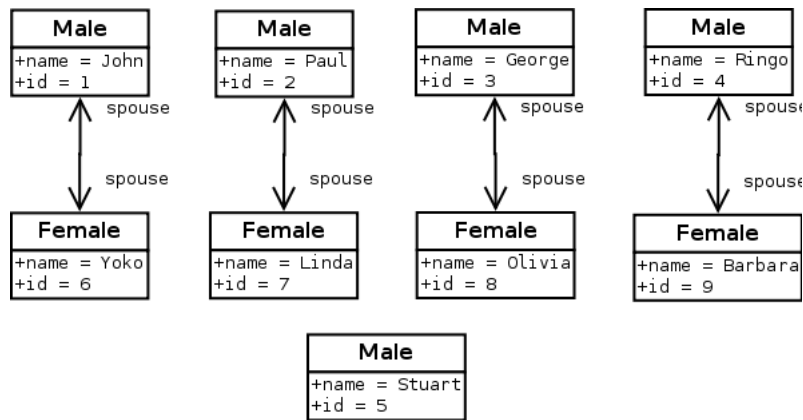 Male
+name = John
+id = 1
spouse
Male
+name = Paul
+id = 2
spouse
Male
+name = George
+id = 3
spouse
Male
+name = Ringo
+id = 4
spouse
spouse
Female
+name = Yoko
+id = 6
spouse
Female
+name = Linda
+id = 7
spouse
Female
+name = Olivia
+id = 8
spouse
Female
+name = Barbara
+id = 9
Male
+name = Stuart
+id = 5